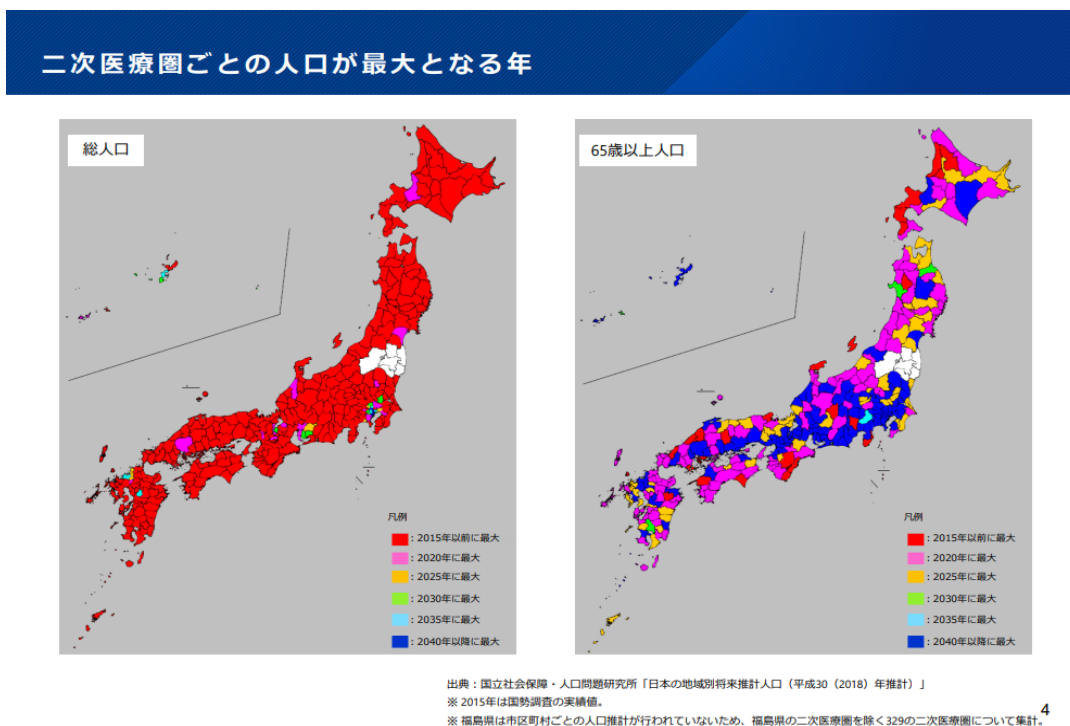 二次医療圏ごとの人口が最大となる年
総人口
凡例
：2015年以前に最大
：2020年に最大
：2025年に最大
：2030年に最大
：2035年に最大
：2040年以降に最大
65歳以上人口
凡例
：2015年以前に最大
：2020年に最大
：2025年に最大
：2030年に最大
：2035年に最大
：2040年以降に最大
出典：国立社会保障・人口問題研究所「日本の地域別将来推計人口（平成30（2018）年推計）」
※ 2015年は国勢調査の実績値。
※ 福島県は市区町村ごとの人口推計が行われていないため、福島県の二次医療圏を除く329の二次医療圏について集計。
4